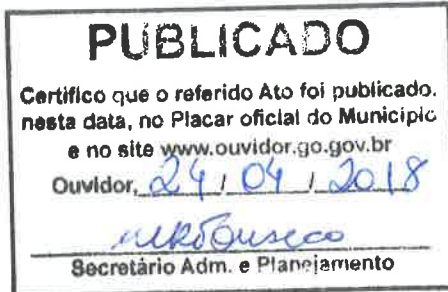 PUBLICADO
Certifico que o referido Ato foi publicado.
nesta data, no Placar oficial do Município
e no site www.ouvidor.go.gov.br
Ouvidor, 24 / 04 / 2018
Secretário Adm. e Planejamento